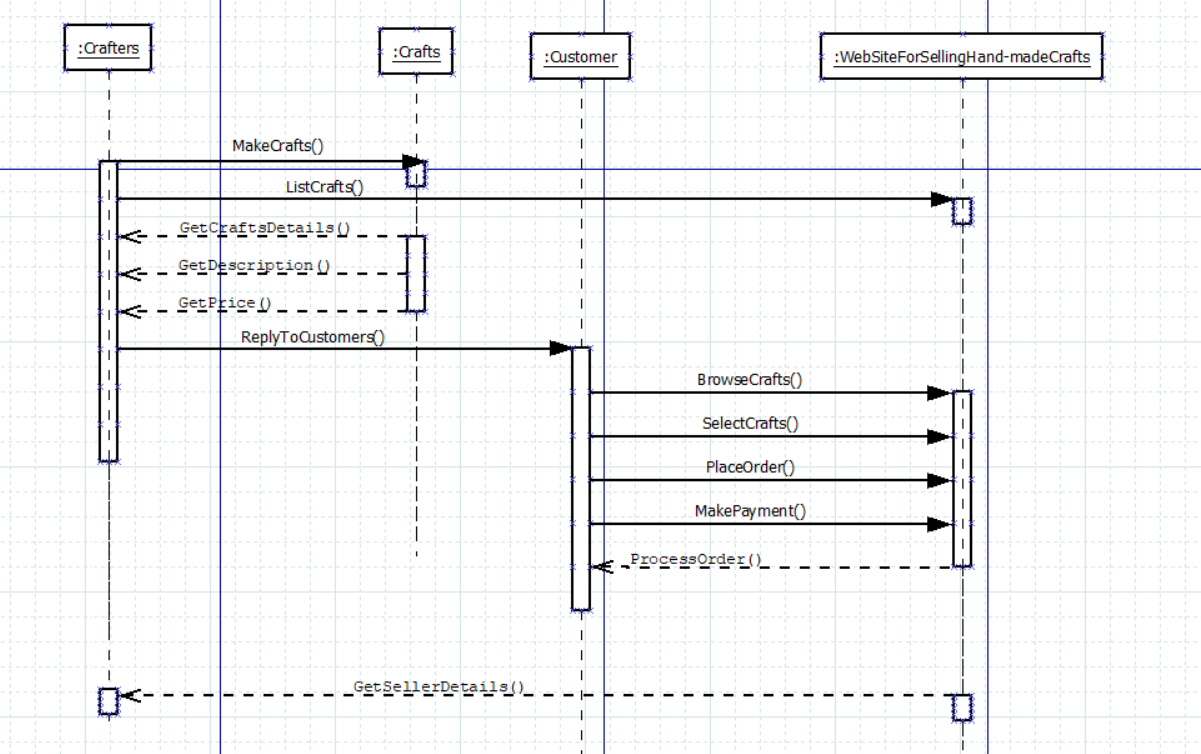 :Crafters
:Crafts
:Customer
:WebSiteForSellingHand-madeCrafts
MakeCrafts()
ListCrafts()
GetCraftsDetails()
GetDescription()
GetPrice()
ReplyToCustomers()
BrowseCrafts()
SelectCrafts()
PlaceOrder()
MakePayment()
ProcessOrder()
GetSellerDetails()